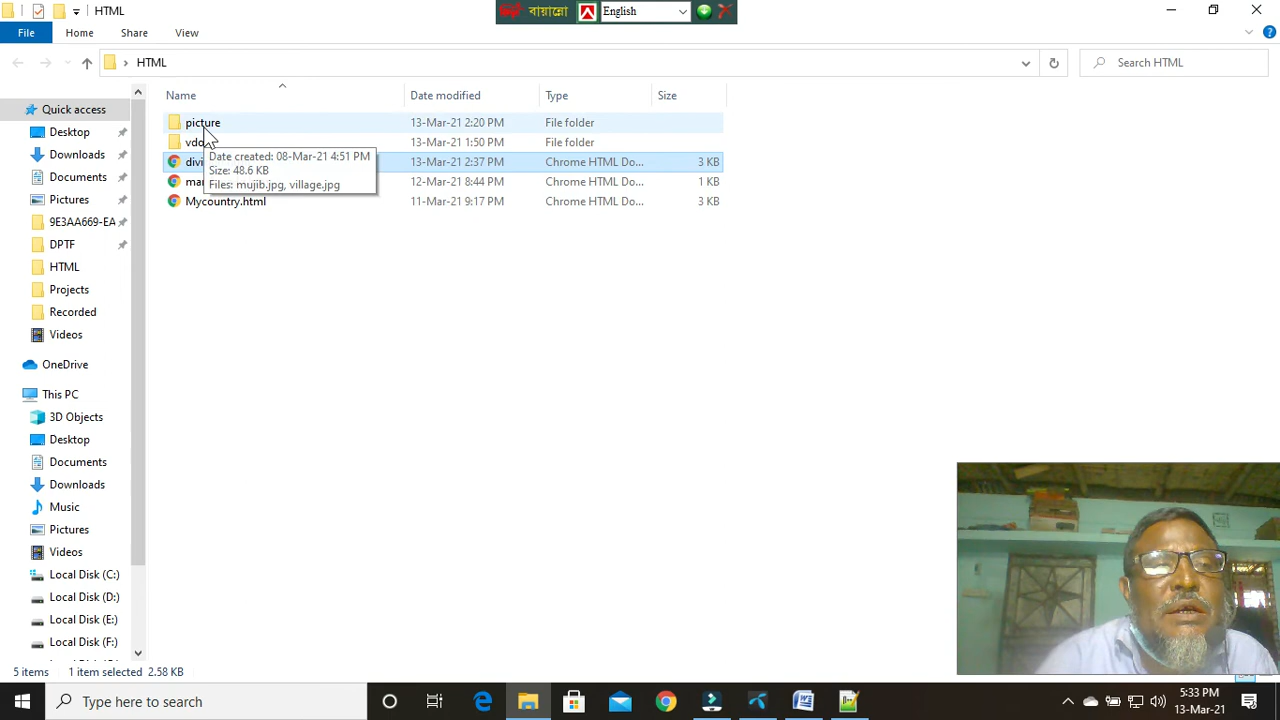 HTML
বায়ান্নো
English
File
Home
Share
View
HTML
Search HTML
Name
Date modified
Type
Size
picture
13-Mar-21 2:20 PM
File folder
13-Mar-21 1:50 PM
File folder
13-Mar-21 2:37 PM
Chrome HTML Do...
3 KB
12-Mar-21 8:44 PM
Chrome HTML Do...
1 KB
Mycountry.html
11-Mar-21 9:17 PM
Chrome HTML Do...
3 KB
Date created: 08-Mar-21 4:51 PM
Size: 48.6 KB
Files: mujib.jpg, village.jpg
Quick access
Desktop
Downloads
Documents
Pictures
9E3AA669-EA
DPTF
HTML
Projects
Recorded
Videos
OneDrive
This PC
3D Objects
Desktop
Documents
Downloads
Music
Pictures
Videos
Local Disk (C:)
Local Disk (D:)
Local Disk (E:)
Local Disk (F:)
5 items
1 item selected 2.58 KB
Type here to search
5:33 PM
13-Mar-21